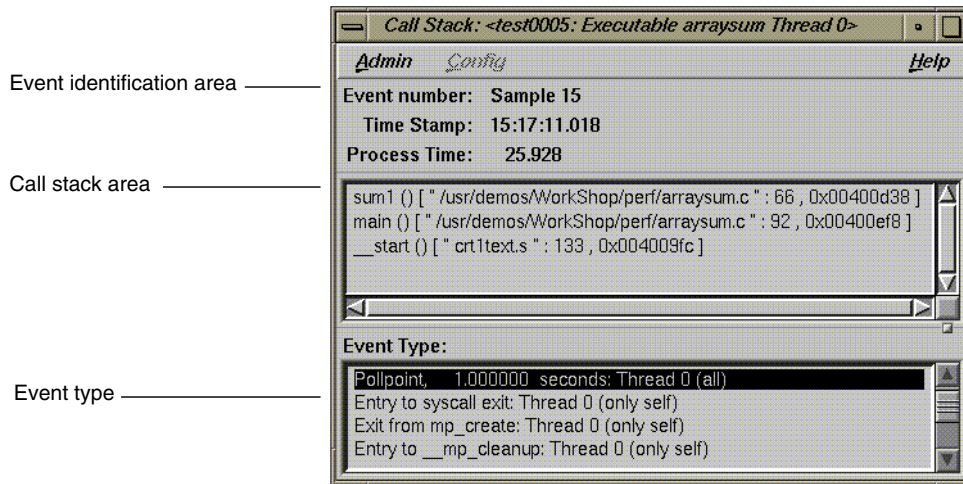 Call Stack: <test0005: Executable arraysum Thread 0>
Admin Config Help
Event identification area
Event number: Sample 15
Time Stamp: 15:17:11.018
Process Time: 25.928
Call stack area
sum1 () [ " /usr/demos/WorkShop/perf/arraysum.c " : 66 , 0x00400d38 ]
main () [ " /usr/demos/WorkShop/perf/arraysum.c " : 92 , 0x00400ef8 ]
__start () [ " crt1text.s " : 133 , 0x004009fc ]
Event Type:
Event type
Pollpoint, 1.000000 seconds: Thread 0 (all)
Entry to syscall exit: Thread 0 (only self)
Exit from mp_create: Thread 0 (only self)
Entry to __mp_cleanup: Thread 0 (only self)